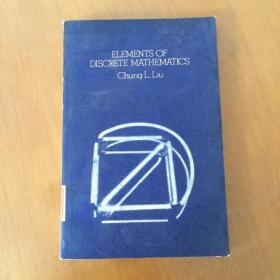 ELEMENTS OF
DISCRETE MATHEMATICS
Chung L. Liu